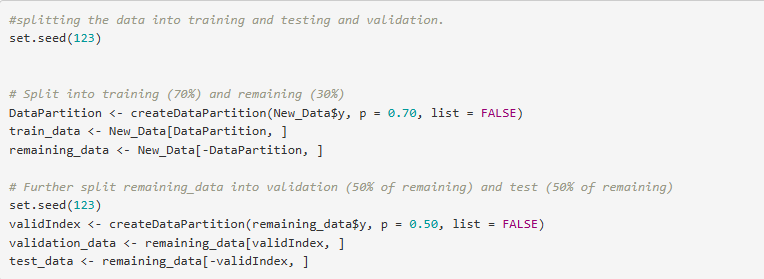 #splitting the data into training and testing and validation.
set.seed(123)
# Split into training (70%) and remaining (30%)
DataPartition <- createDataPartition(New_Data$y, p = 0.70, list = FALSE)
train_data <- New_Data[DataPartition, ]
remaining_data <- New_Data[-DataPartition, ]
# Further split remaining_data into validation (50% of remaining) and test (50% of remaining)
set.seed(123)
validIndex <- createDataPartition(remaining_data$y, p = 0.50, list = FALSE)
validation_data <- remaining_data[validIndex, ]
test_data <- remaining_data[-validIndex, ]